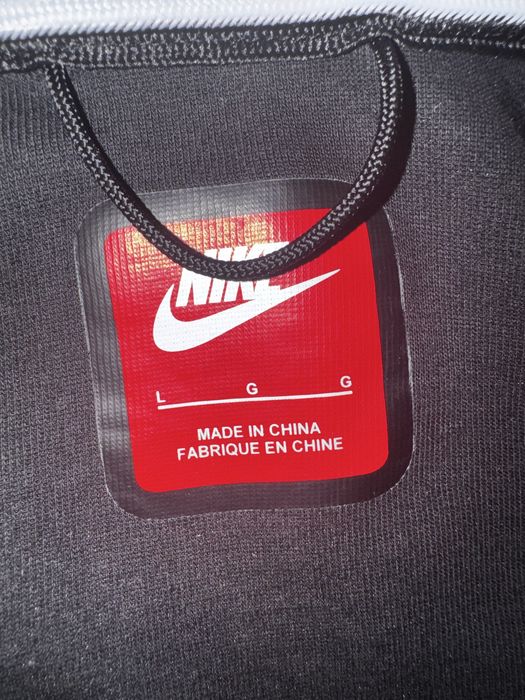 NIKE
L G G
MADE IN CHINA
FABRIQUE EN CHINE